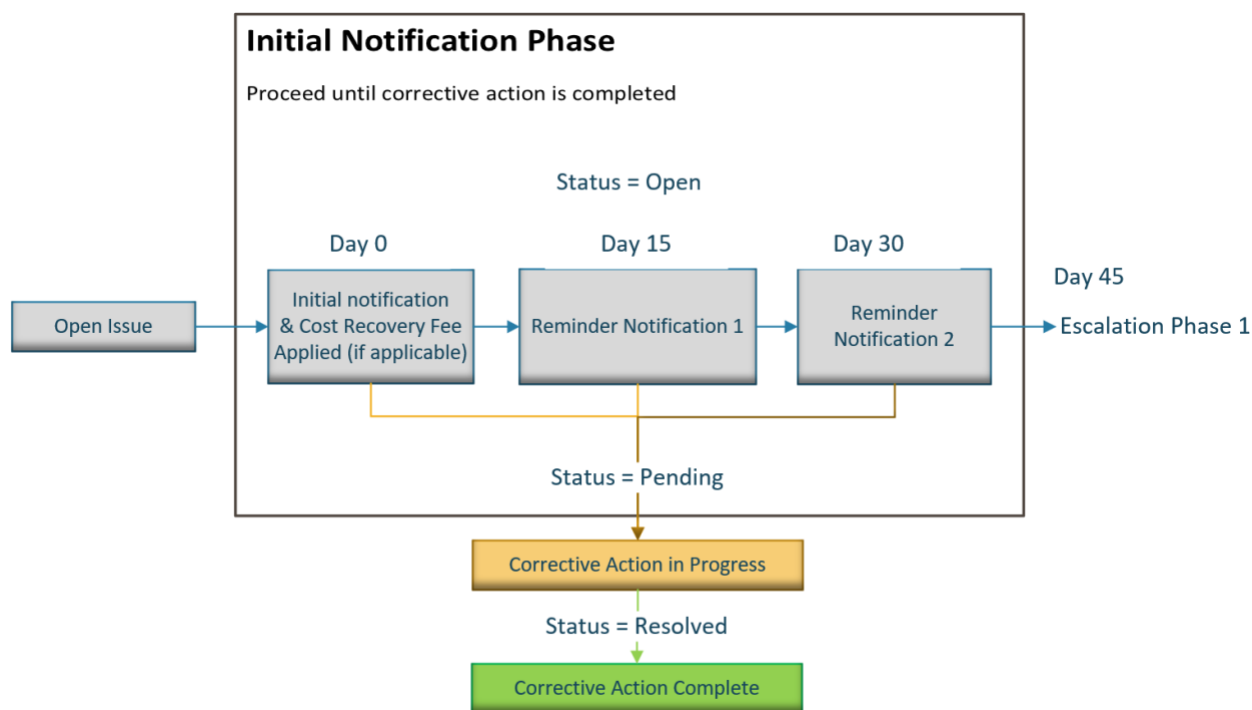 Initial Notification Phase
Proceed until corrective action is completed
Status = Open
Day 0
Day 15
Day 30
Day 45
Open Issue
Initial notification
& Cost Recovery Fee
Applied (if applicable)
Reminder Notification 1
Reminder
Notification 2
Escalation Phase 1
Status = Pending
Corrective Action in Progress
Status = Resolved
Corrective Action Complete